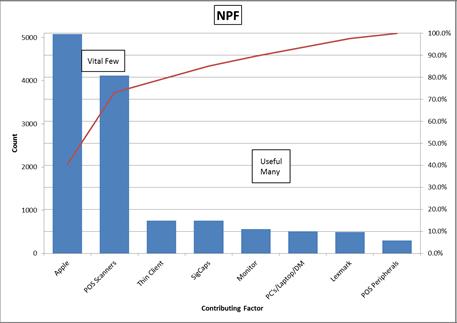 NPF
Vital Few
Useful
Many
Count
5000
4000
3000
2000
1000
0
100.0%
90.0%
80.0%
70.0%
60.0%
50.0%
40.0%
30.0%
20.0%
10.0%
0.0%
Apple
POS Scanners
Thin Client
SigCaps
Monitor
PC's/Laptop/DM
Lexmark
POS Peripherals
Contributing Factor